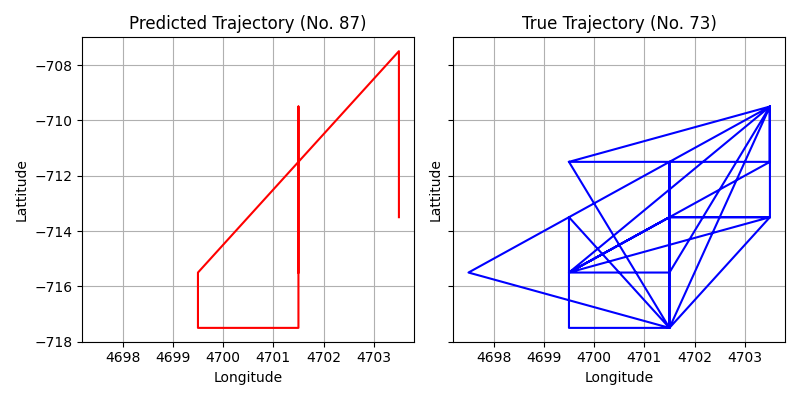 Predicted Trajectory (No. 87)
True Trajectory (No. 73)
−708
−710
−712
−714
−716
−718
Lattitude
Lattitude
4698 4699 4700 4701 4702 4703
4698 4699 4700 4701 4702 4703
Longitude
Longitude